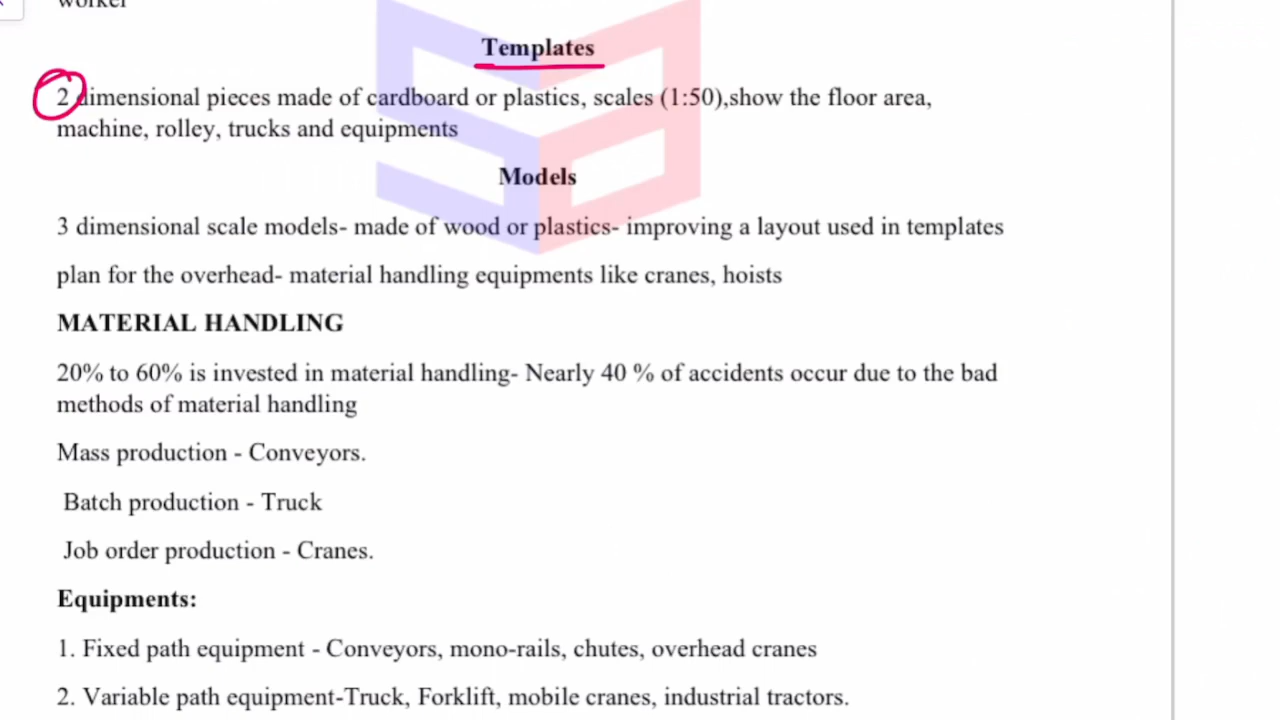 worker
Templates
2 dimensional pieces made of cardboard or plastics, scales (1:50),show the floor area,
machine, rolley, trucks and equipments
Models
3 dimensional scale models- made of wood or plastics- improving a layout used in templates
plan for the overhead- material handling equipments like cranes, hoists
MATERIAL HANDLING
20% to 60% is invested in material handling- Nearly 40 % of accidents occur due to the bad
methods of material handling
Mass production - Conveyors.
Batch production - Truck
Job order production - Cranes.
Equipments:
1. Fixed path equipment - Conveyors, mono-rails, chutes, overhead cranes
2. Variable path equipment-Truck, Forklift, mobile cranes, industrial tractors.